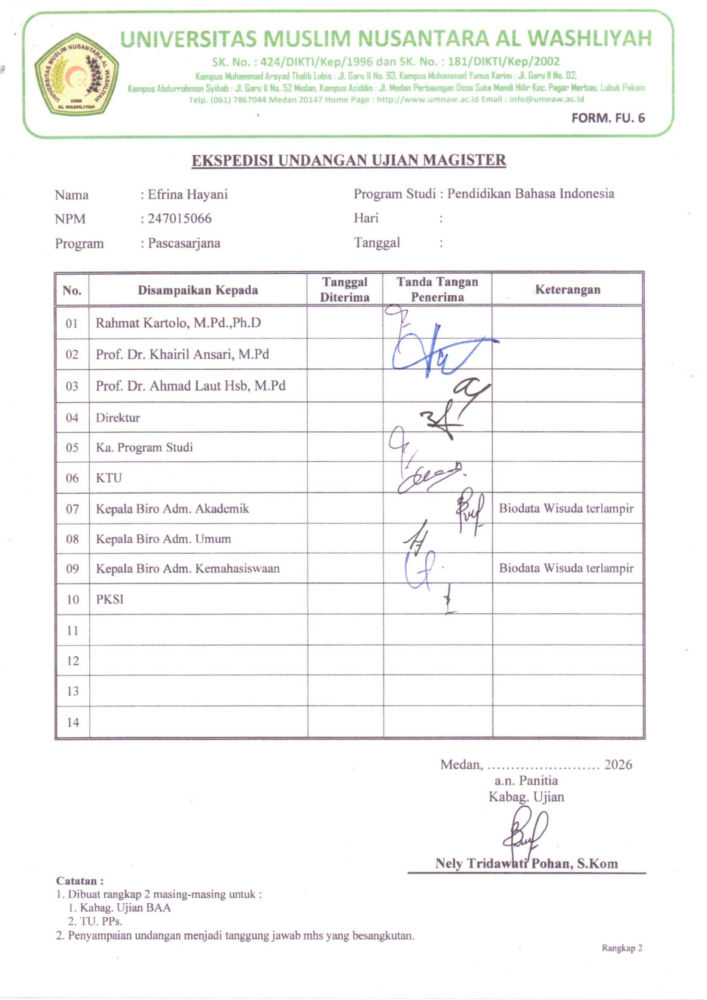 UNIVERSITAS MUSLIM NUSANTARA AL WASHLIYAH
UMN
AL WASHLIYAH
UNIVERSITAS MUSLIM NUSANTARA AL WASHLIYAH
SK. No. : 424/DIKTI/Kep/1996 dan SK. No. : 181/DIKTI/Kep/2002
Kampus Muhammad Arsyad Thalib Lubis : Jl. Garu II No. 93, Kampus Muhammad Yunus Karim : Jl. Garu II No. 02,
Kampus Abdurrahman Syihab : Jl. Garu II No. 52 Medan, Kampus Aziddin : Jl. Medan Perbaungan Desa Suka Mandi Hilir Kec. Pagar Merbau, Lubuk Pakam
Telp. (061) 7867044 Medan 20147 Home Page : http://www.umnaw.ac.id Email : info@umnaw.ac.id
FORM. FU. 6
EKSPEDISI UNDANGAN UJIAN MAGISTER
Nama : Efrina Hayani Program Studi : Pendidikan Bahasa Indonesia
NPM : 247015066 Hari :
Program : Pascasarjana Tanggal :
No. Disampaikan Kepada Tanggal Diterima Tanda Tangan Penerima Keterangan
01 Rahmat Kartolo, M.Pd.,Ph.D
02 Prof. Dr. Khairil Ansari, M.Pd
03 Prof. Dr. Ahmad Laut Hsb, M.Pd
04 Direktur
05 Ka. Program Studi
06 KTU
07 Kepala Biro Adm. Akademik Biodata Wisuda terlampir
08 Kepala Biro Adm. Umum
09 Kepala Biro Adm. Kemahasiswaan Biodata Wisuda terlampir
10 PKSI
11
12
13
14
Medan, ........................ 2026
a.n. Panitia
Kabag. Ujian
Nely Tridawati Pohan, S.Kom
Catatan :
1. Dibuat rangkap 2 masing-masing untuk :
1. Kabag. Ujian BAA
2. TU. PPs.
2. Penyampaian undangan menjadi tanggung jawab mhs yang besangkutan.
Rangkap 2